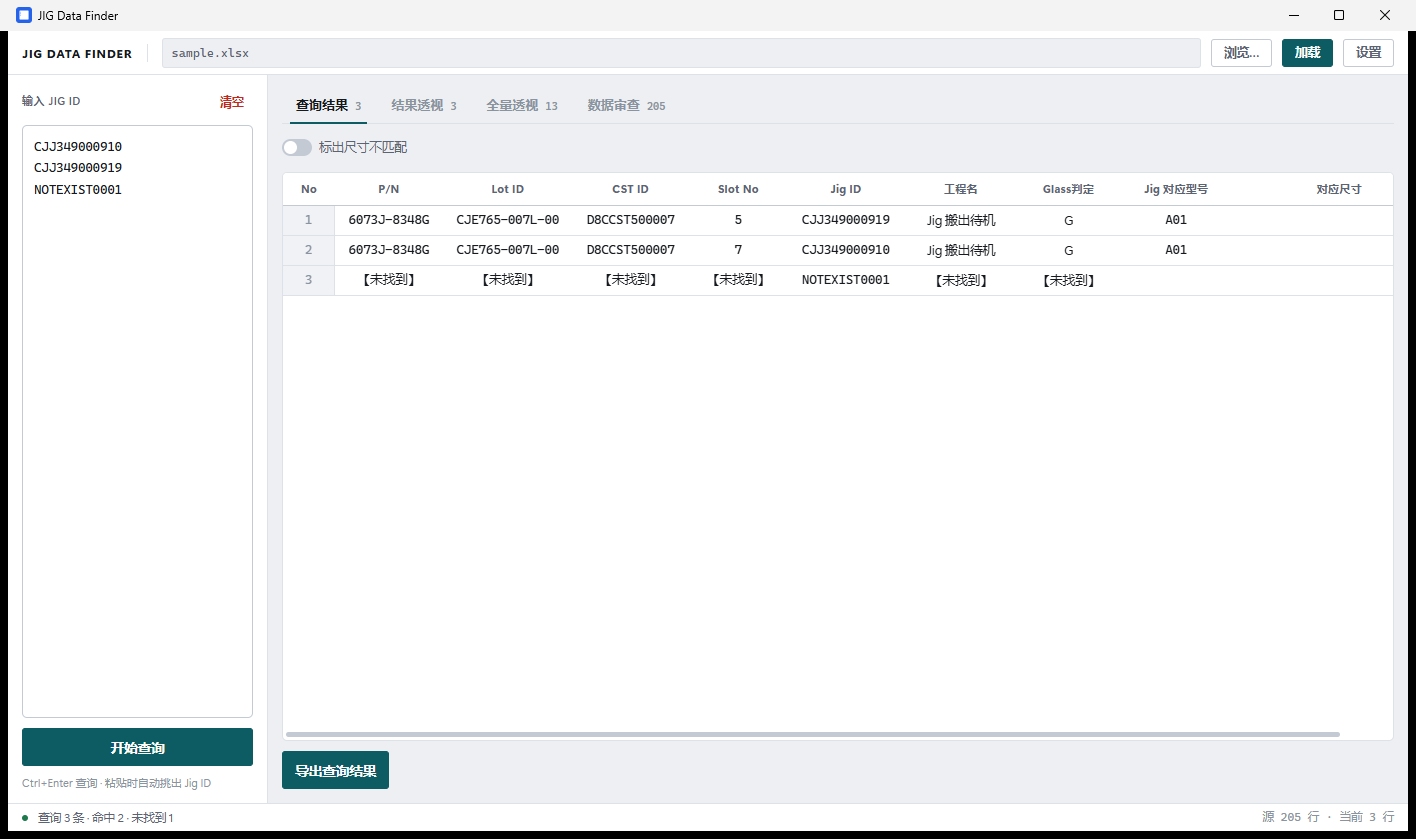 JIG Data Finder
JIG DATA FINDER sample.xlsx 浏览... 加载 设置
输入 JIG ID 清空
CJJ349000910
CJJ349000919
NOTEXIST0001
开始查询
Ctrl+Enter 查询 · 粘贴时自动挑出 Jig ID
查询结果 3 结果透视 3 全量透视 13 数据审查 205
标出尺寸不匹配
No P/N Lot ID CST ID Slot No Jig ID 工程名 Glass判定 Jig 对应型号 对应尺寸
1 6073J-8348G CJE765-007L-00 D8CCST500007 5 CJJ349000919 Jig 搬出待机 G A01
2 6073J-8348G CJE765-007L-00 D8CCST500007 7 CJJ349000910 Jig 搬出待机 G A01
3 【未找到】 【未找到】 【未找到】 【未找到】 NOTEXIST0001 【未找到】 【未找到】
导出查询结果
查询 3 条 · 命中 2 · 未找到 1 源 205 行 · 当前 3 行